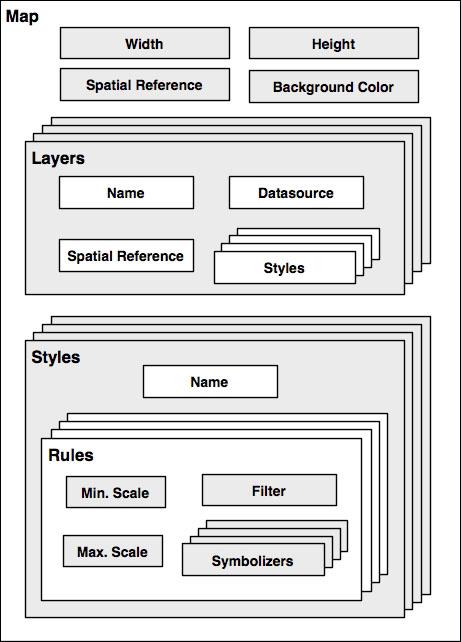 Map
Width
Height
Spatial Reference
Background Color
Layers
Name
Datasource
Spatial Reference
Styles
Styles
Name
Rules
Min. Scale
Filter
Max. Scale
Symbolizers